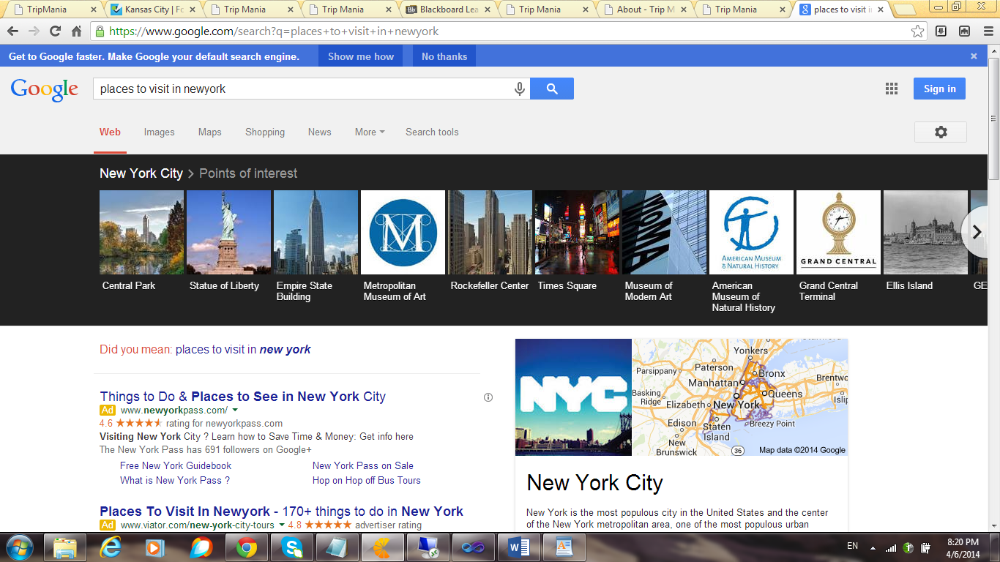 TripMania
Kansas City | Fo
Trip Mania
Trip Mania
Bb Blackboard Lea
Trip Mania
About - Trip M
Trip Mania
places to visit i
https://www.google.com/search?q=places+to+visit+in+newyork
Get to Google faster. Make Google your default search engine. Show me how No thanks
Google places to visit in newyork Sign in
Web Images Maps Shopping News More Search tools
New York City > Points of interest
M
MOMA
AMERICAN MUSEUM
& NATURAL HISTORY
GRAND CENTRAL
Central Park
Statue of Liberty
Empire State
Building
Metropolitan
Museum of Art
Rockefeller Center
Times Square
Museum of
Modern Art
American
Museum of
Natural History
Grand Central
Terminal
Ellis Island
GE
Did you mean: places to visit in new york
Things to Do & Places to See in New York City
Ad www.newyorkpass.com/
4.6 ★★★★★ rating for newyorkpass.com
Visiting New York City ? Learn how to Save Time & Money: Get info here
The New York Pass has 691 followers on Google+
Free New York Guidebook New York Pass on Sale
What is New York Pass ? Hop on Hop off Bus Tours
Places To Visit In Newyork - 170+ things to do in New York
Ad www.viator.com/new-york-city-tours 4.8 ★★★★★ advertiser rating
NYC
Yonkers
Paterson
Parsippany
Bronx
Manhattan
Brentwo
Basking
Ridge
Elizabeth
New York
Queens
Islip
Edison
Staten
Island
Breezy Point
New
Brunswick
36
Map data ©2014 Google
New York City
New York is the most populous city in the United States and the center
of the New York metropolitan area, one of the most populous urban
EN
8:20 PM
4/6/2014